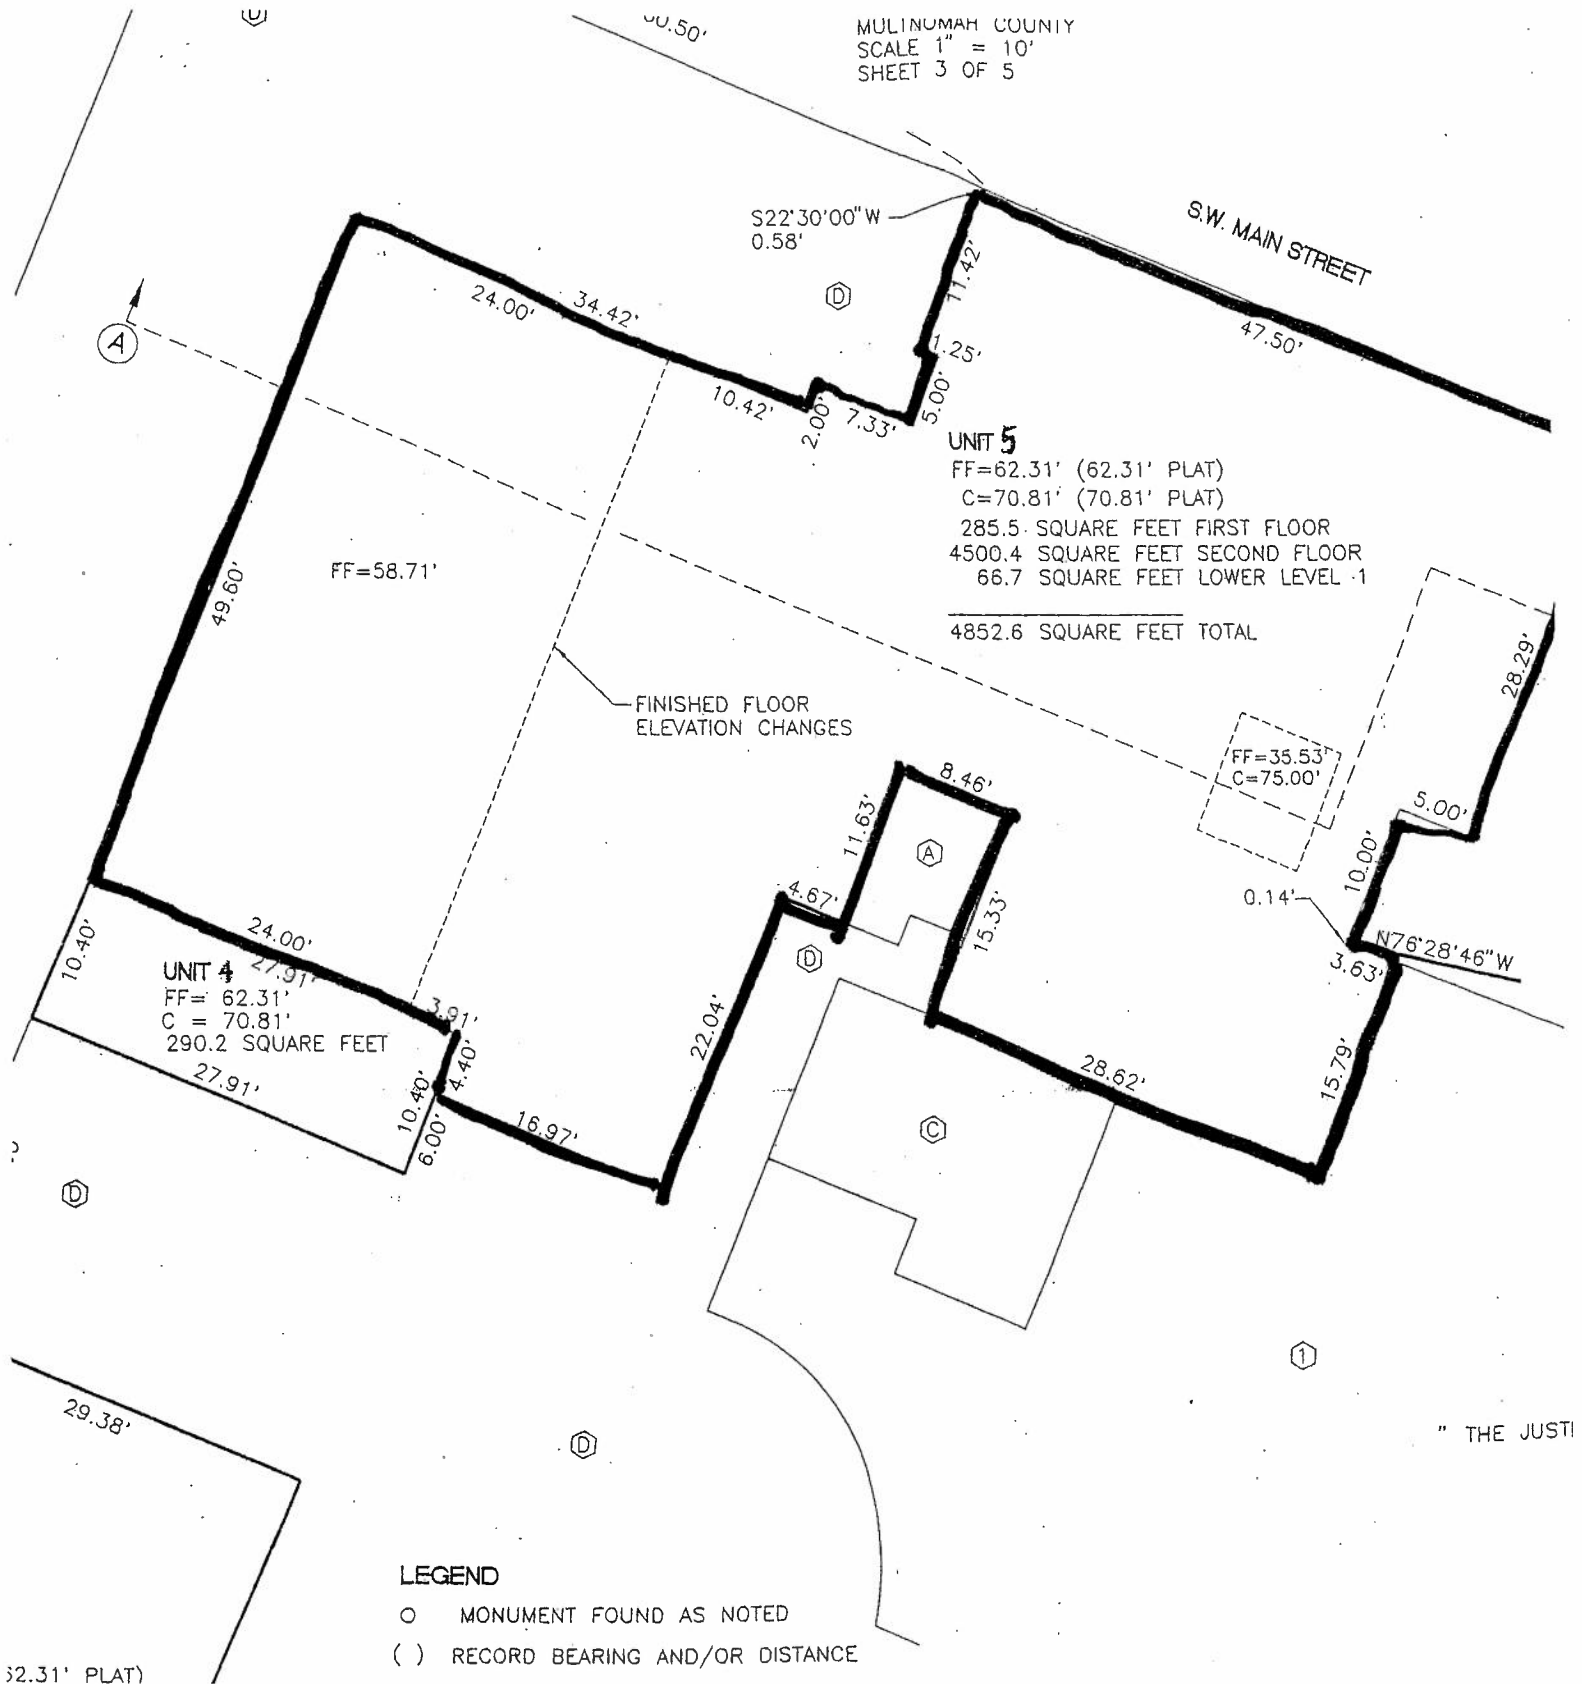 50.50'
MULTNOMAH COUNTY
SCALE 1" = 10'
SHEET 3 OF 5
S22°30'00"W
0.58'
S.W. MAIN STREET
D
11.42'
1.25'
5.00'
47.50'
24.00'
34.42'
10.42'
2.00'
7.33'
A
UNIT 5
FF=62.31' (62.31' PLAT)
C=70.81' (70.81' PLAT)
285.5 SQUARE FEET FIRST FLOOR
4500.4 SQUARE FEET SECOND FLOOR
66.7 SQUARE FEET LOWER LEVEL 1
4852.6 SQUARE FEET TOTAL
FF=58.71'
49.60'
28.29'
FINISHED FLOOR
ELEVATION CHANGES
FF=35.53'
C=75.00'
8.46'
11.63'
A
5.00'
10.00'
0.14'
4.67'
15.33'
N76°28'46"W
3.63'
D
24.00'
27.91'
10.40'
UNIT 4
FF= 62.31'
C = 70.81'
290.2 SQUARE FEET
3.91'
4.40'
22.04'
27.91'
10.40'
6.00'
16.97'
28.62'
15.79'
C
D
1
29.38'
D
" THE JUSTI
LEGEND
O MONUMENT FOUND AS NOTED
( ) RECORD BEARING AND/OR DISTANCE
62.31' PLAT)